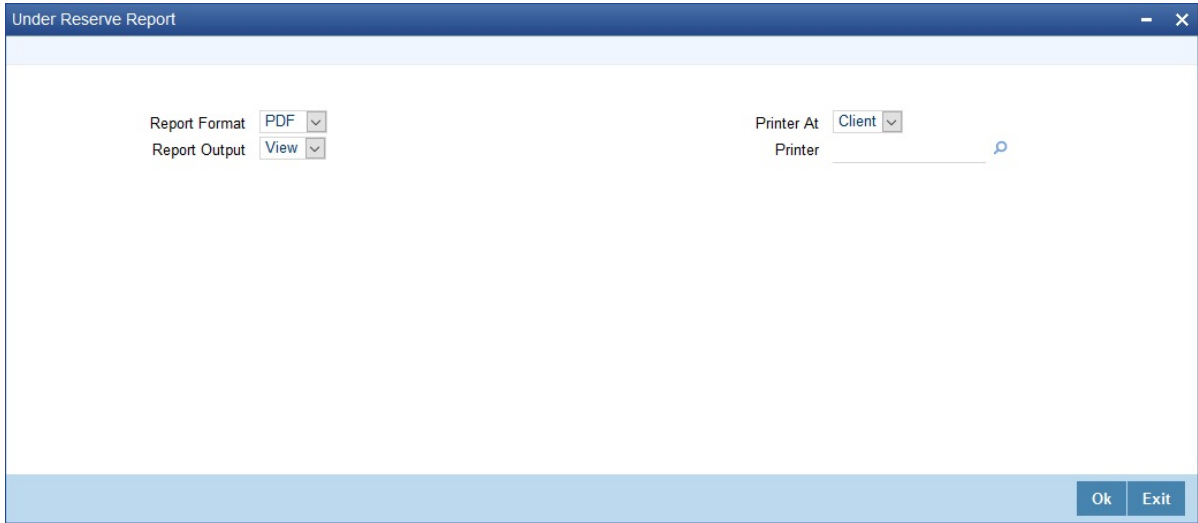 Under Reserve Report
Report Format PDF
Printer At Client
Report Output View
Printer
Ok Exit